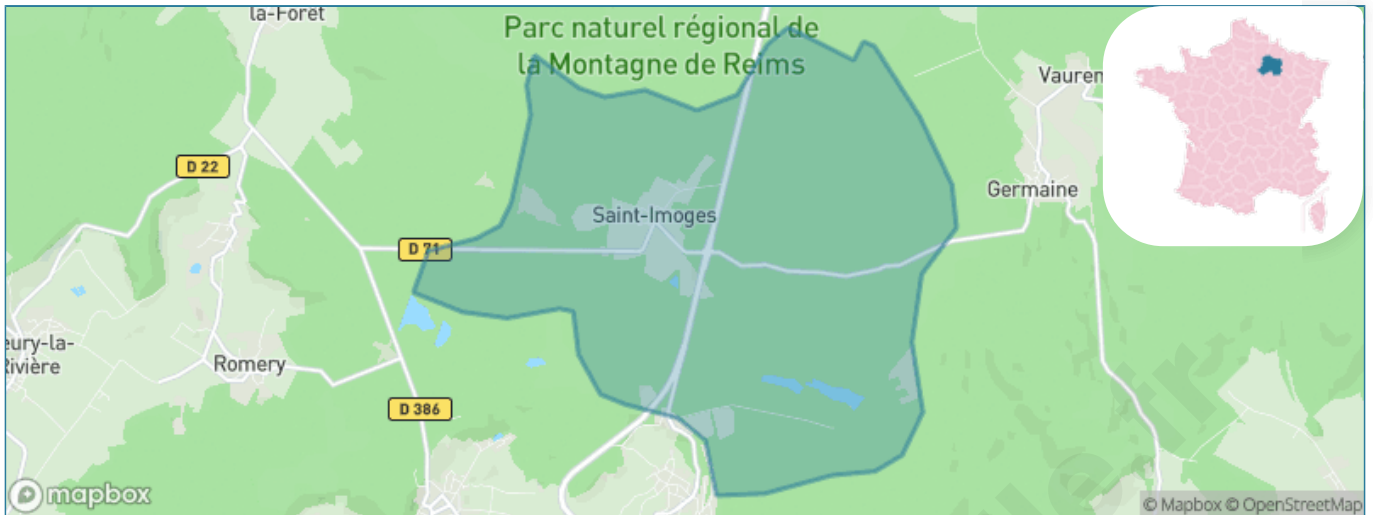 la-Forêt
Parc naturel régional de
la Montagne de Reims
Vauren
D 22
Germaine
Saint-Imoges
D 71
eury-la-
Rivière
Romery
D 386
mapbox
© Mapbox © OpenStreetMap